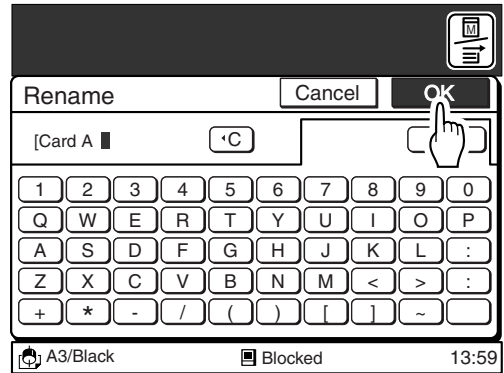 M
Rename Cancel OK
[Card A
C
1 2 3 4 5 6 7 8 9 0
Q W E R T Y U I O P
A S D F G H J K L :
Z X C V B N M < > :
+ * - / ( ) [ ] ~
A3/Black Blocked 13:59